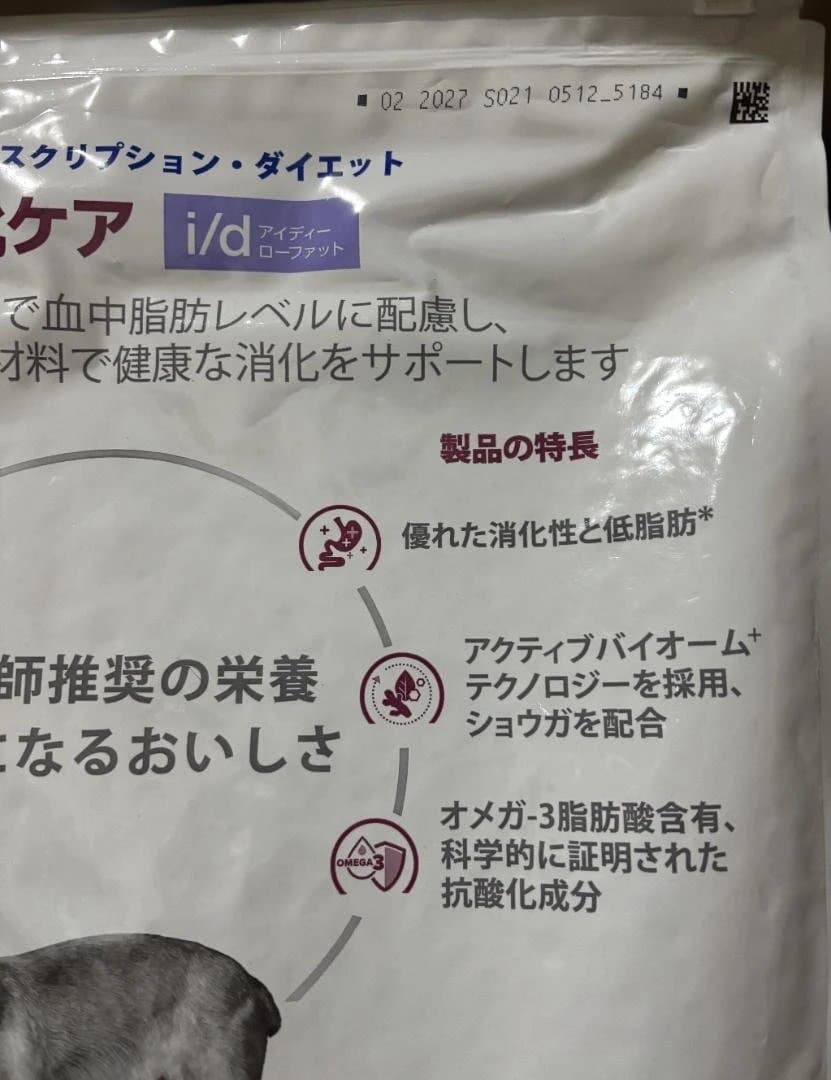 02 2027 S021 0512_5184
スクリプション・ダイエット
ケア
i/d アイディー
ローファット
で血中脂肪レベルに配慮し、
材料で健康な消化をサポートします
製品の特長
優れた消化性と低脂肪*
アクティブバイオーム+
テクノロジーを採用、
ショウガを配合
師推奨の栄養
になるおいしさ
オメガ-3脂肪酸含有、
科学的に証明された
抗酸化成分
OMEGA 3